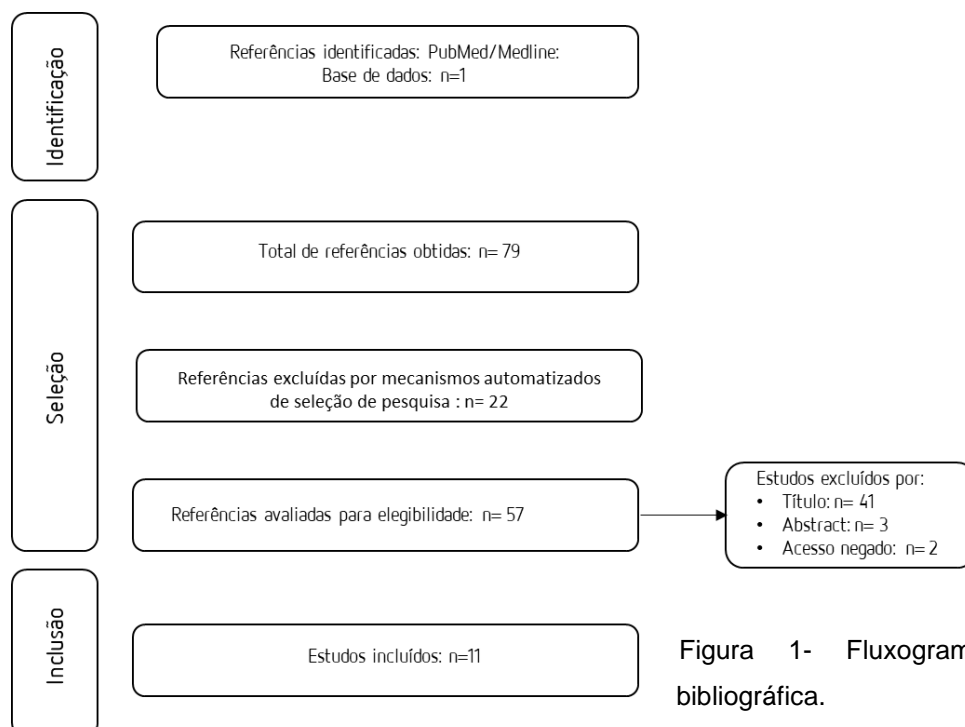 Identificação
Referências identificadas: PubMed/Medline:
Base de dados: n=1
Seleção
Total de referências obtidas: n= 79
Referências excluídas por mecanismos automatizados
de seleção de pesquisa : n= 22
Referências avaliadas para elegibilidade: n= 57
Estudos excluídos por:
• Título: n= 41
• Abstract: n= 3
• Acesso negado: n= 2
Inclusão
Estudos incluídos: n=11
Figura 1- Fluxogram
bibliográfica.